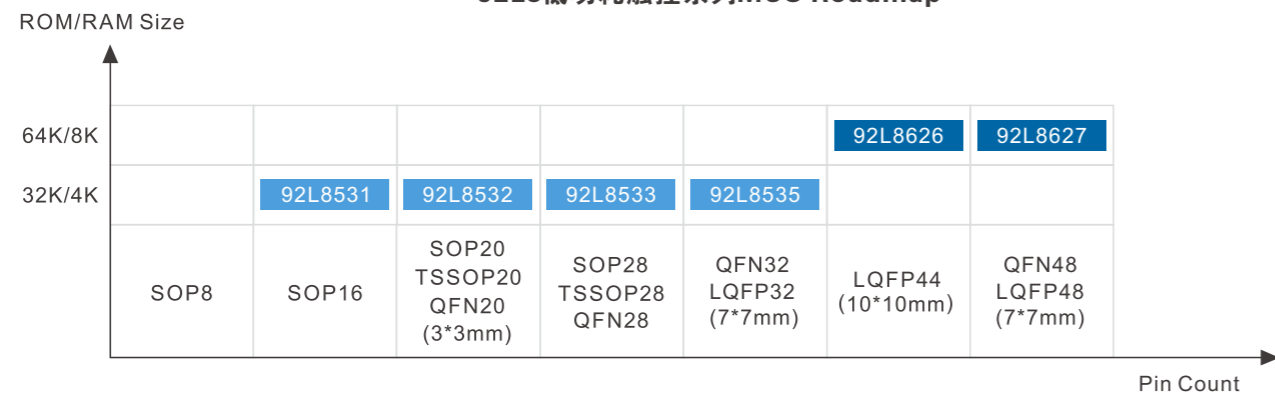 ROM/RAM Size
64K/8K
92L8626
92L8627
32K/4K
92L8531
92L8532
92L8533
92L8535
SOP8
SOP16
SOP20
TSSOP20
QFN20
(3*3mm)
SOP28
TSSOP28
QFN28
QFN32
LQFP32
(7*7mm)
LQFP44
(10*10mm)
QFN48
LQFP48
(7*7mm)
Pin Count